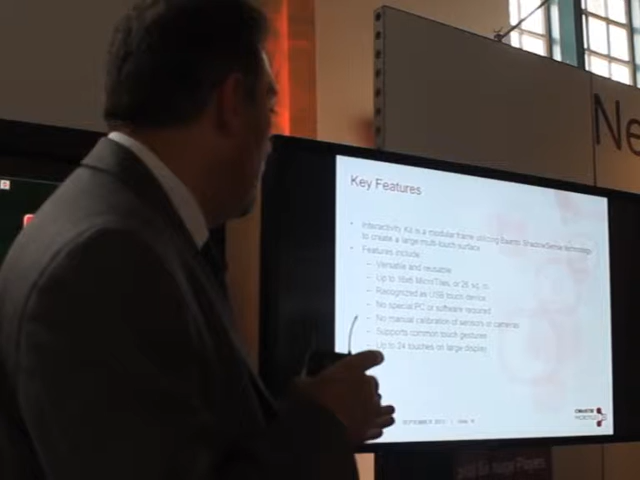 Ne
Key Features
• Interactivity Kit is a modular frame utilizing Baanto ShadowSense technology
to create a large multi-touch surface
• Features include:
– Versatile and reusable
– Up to 16x6 MicroTiles, or 26 sq. m.
– Recognized as USB touch device
– No special PC or software required
– No manual calibration of sensors or cameras
– Supports common touch gestures
– Up to 24 touches on large display
SEPTEMBER
CHRISTIE
MICROTILES